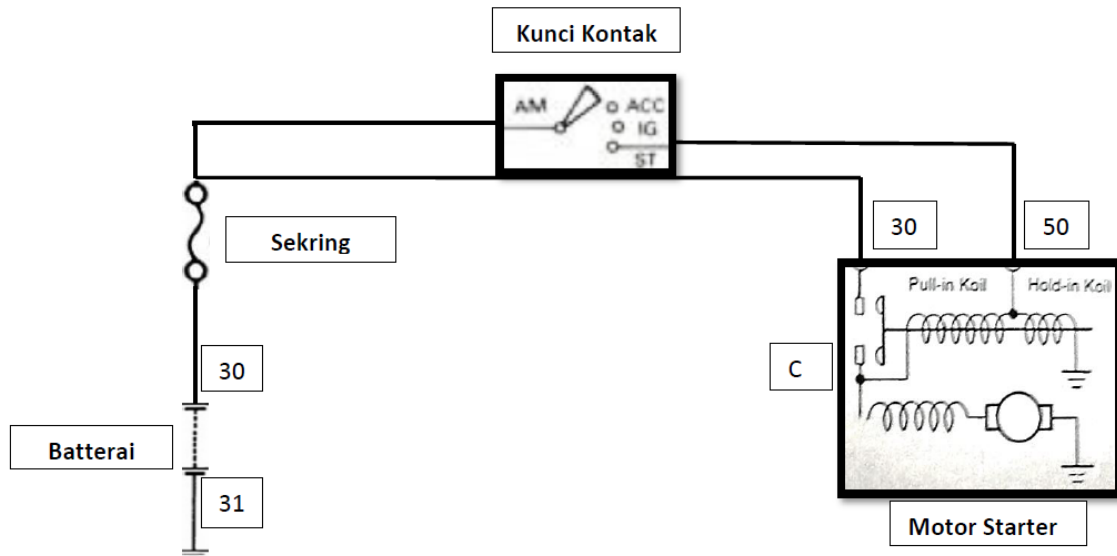 Kunci Kontak
AM
ACC
IG
ST
30
50
Sekring
Pull-in Koil
Hold-in Koil
30
C
Batterai
31
Motor Starter